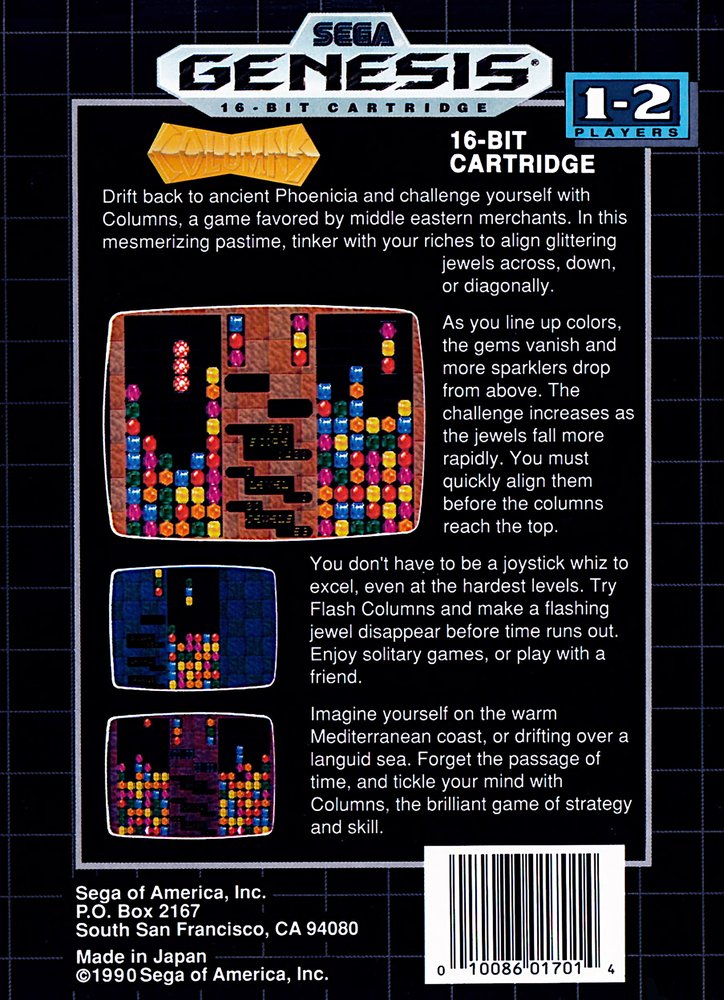 SEGA
GENESIS
16-BIT CARTRIDGE
1-2
PLAYERS
COLUMNS
16-BIT
CARTRIDGE
Drift back to ancient Phoenicia and challenge yourself with
Columns, a game favored by middle eastern merchants. In this
mesmerizing pastime, tinker with your riches to align glittering
jewels across, down,
or diagonally.
As you line up colors,
the gems vanish and
more sparklers drop
from above. The
challenge increases as
the jewels fall more
rapidly. You must
quickly align them
before the columns
reach the top.
You don't have to be a joystick whiz to
excel, even at the hardest levels. Try
Flash Columns and make a flashing
jewel disappear before time runs out.
Enjoy solitary games, or play with a
friend.
Imagine yourself on the warm
Mediterranean coast, or drifting over a
languid sea. Forget the passage of
time, and tickle your mind with
Columns, the brilliant game of strategy
and skill.
Sega of America, Inc.
P.O. Box 2167
South San Francisco, CA 94080
Made in Japan
©1990 Sega of America, Inc.
0 10086 01701 4